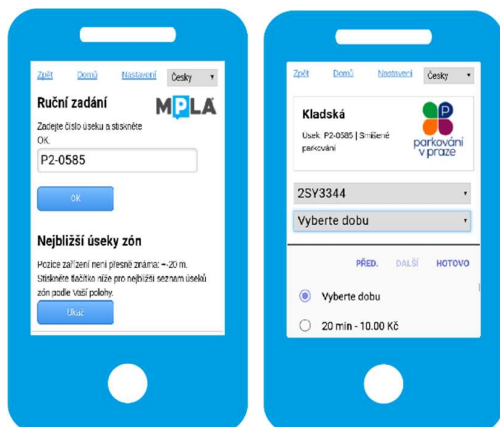 Zpět Domů Nastavení Česky
Ruční zadání MPLA
Zadejte číslo úseku a stiskněte
OK.
P2-0585
OK
Nejbližší úseky zón
Pozice zařízení není přesně známa: +-20 m.
Stiskněte tlačítko níže pro nejbližší seznam úseků
zón podle Vaší polohy.
Ukaž
Zpět Domů Nastavení Česky
Kladská
Úsek: P2-0585 | Smíšené
parkování
P
parkování
v praze
2SY3344
Vyberte dobu
PŘED. DALŠÍ HOTOVO
Vyberte dobu
20 min - 10.00 Kč